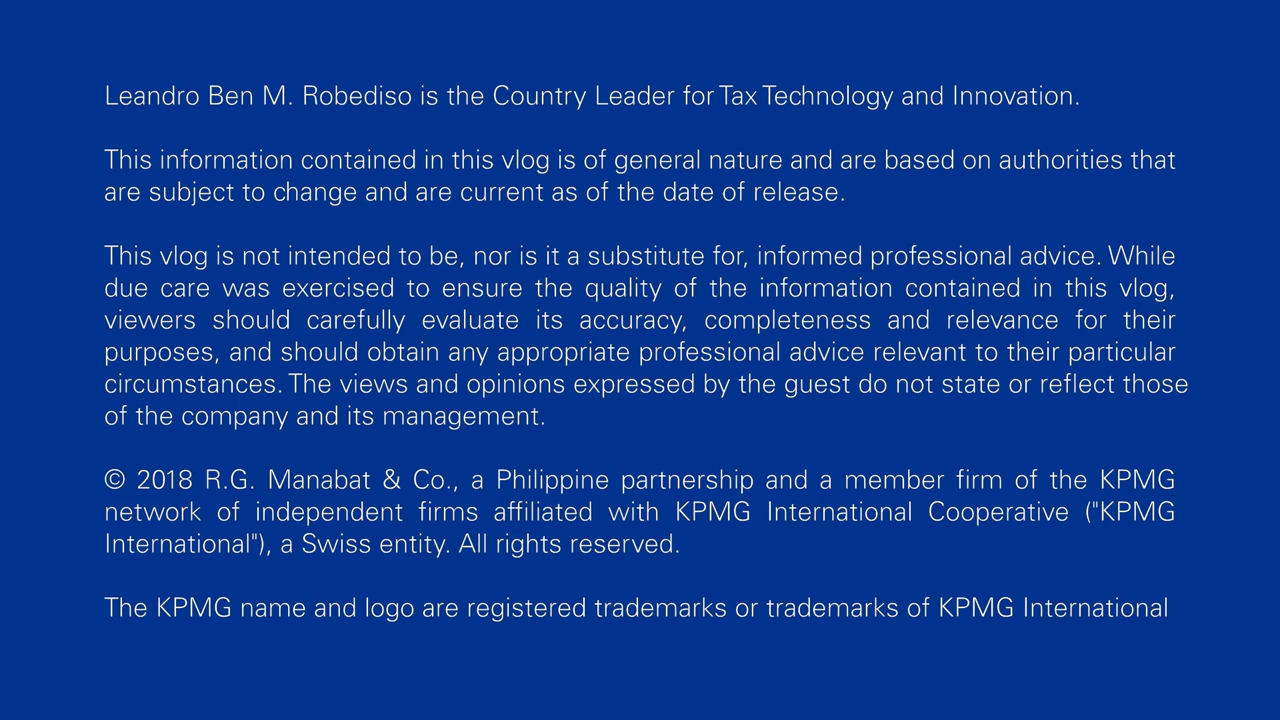 Leandro Ben M. Robediso is the Country Leader for Tax Technology and Innovation.
This information contained in this vlog is of general nature and are based on authorities that
are subject to change and are current as of the date of release.
This vlog is not intended to be, nor is it a substitute for, informed professional advice. While
due care was exercised to ensure the quality of the information contained in this vlog,
viewers should carefully evaluate its accuracy, completeness and relevance for their
purposes, and should obtain any appropriate professional advice relevant to their particular
circumstances. The views and opinions expressed by the guest do not state or reflect those
of the company and its management.
© 2018 R.G. Manabat & Co., a Philippine partnership and a member firm of the KPMG
network of independent firms affiliated with KPMG International Cooperative ("KPMG
International"), a Swiss entity. All rights reserved.
The KPMG name and logo are registered trademarks or trademarks of KPMG International